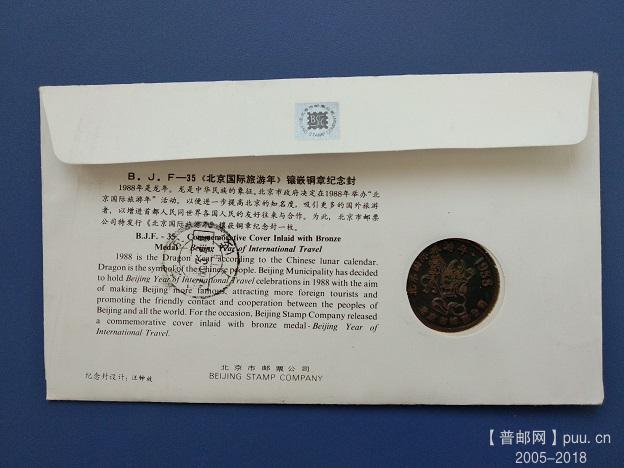 B.J.F—35《北京国际旅游年》镶嵌铜章纪念封
1988年是龙年。龙是中华民族的象征。北京市政府决定在1988年举办“北
京国际旅游年”活动，以便进一步提高北京的知名度，吸引更多的国外旅游
者，以增进首都人民同世界各国人民的友好往来与合作。为此，北京市邮票
公司特发行《北京国际旅游年》镶嵌铜章纪念封一枚。
B.J.F. - 35 Commemorative Cover Inlaid with Bronze
Medal - Beijing Year of International Travel
1988 is the Dragon Year according to the Chinese lunar calendar.
Dragon is the symbol of the Chinese people. Beijing Municipality has decided
to hold Beijing Year of International Travel celebrations in 1988 with the aim
of making Beijing more famous, attracting more foreign tourists and
promoting the friendly contact and cooperation between the peoples of
Beijing and all the world. For the occasion, Beijing Stamp Company released
a commemorative cover inlaid with bronze medal-Beijing Year of
International Travel.
1988
北京市邮票公司
BEIJING STAMP COMPANY
纪念封设计：汪钟效
【普邮网】puu.cn
2005-2018